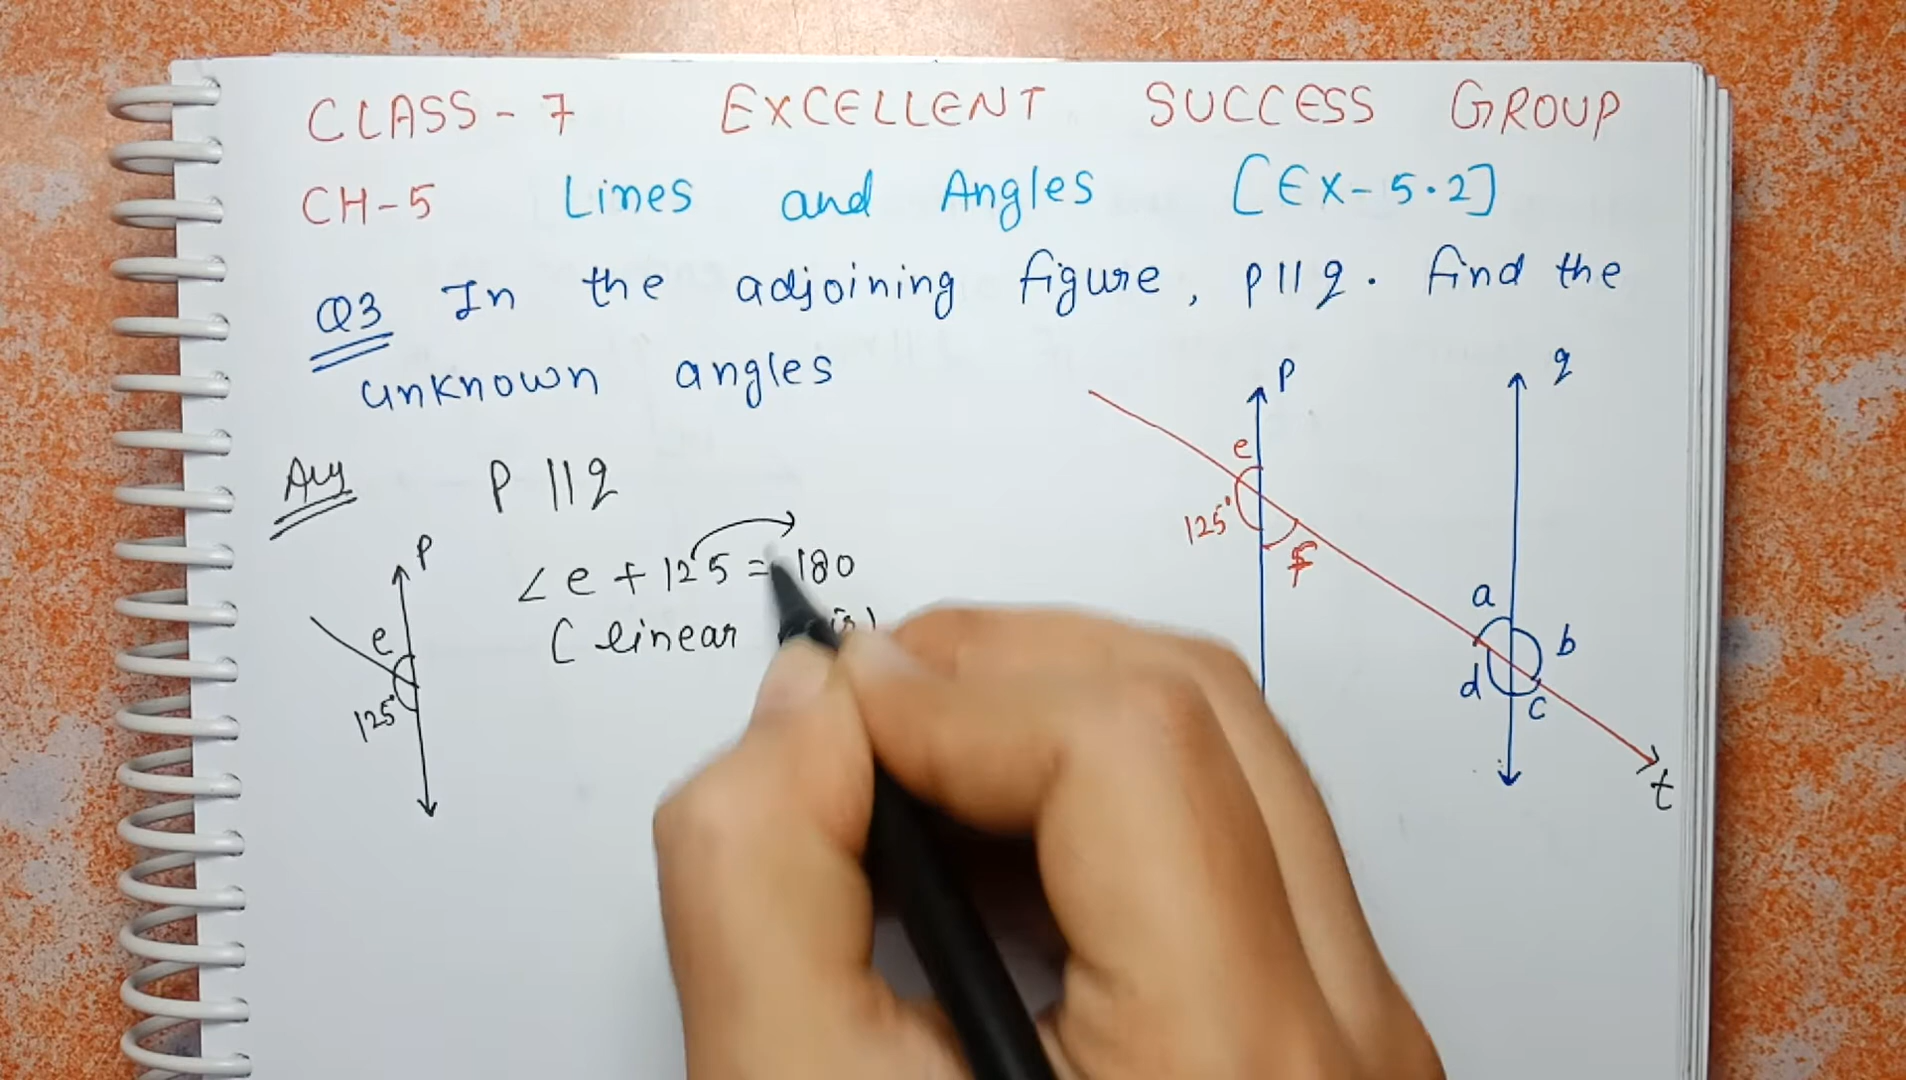 CLASS-7 EXCELLENT SUCCESS GROUP
CH-5 Lines and Angles [EX-5.2]
Q3 In the adjoining figure, P||q. Find the
unknown angles
Ans P||q
∠e + 125 = 180
(linear
P
e
125°
P
q
e
125°
f
a
b
d
c
t